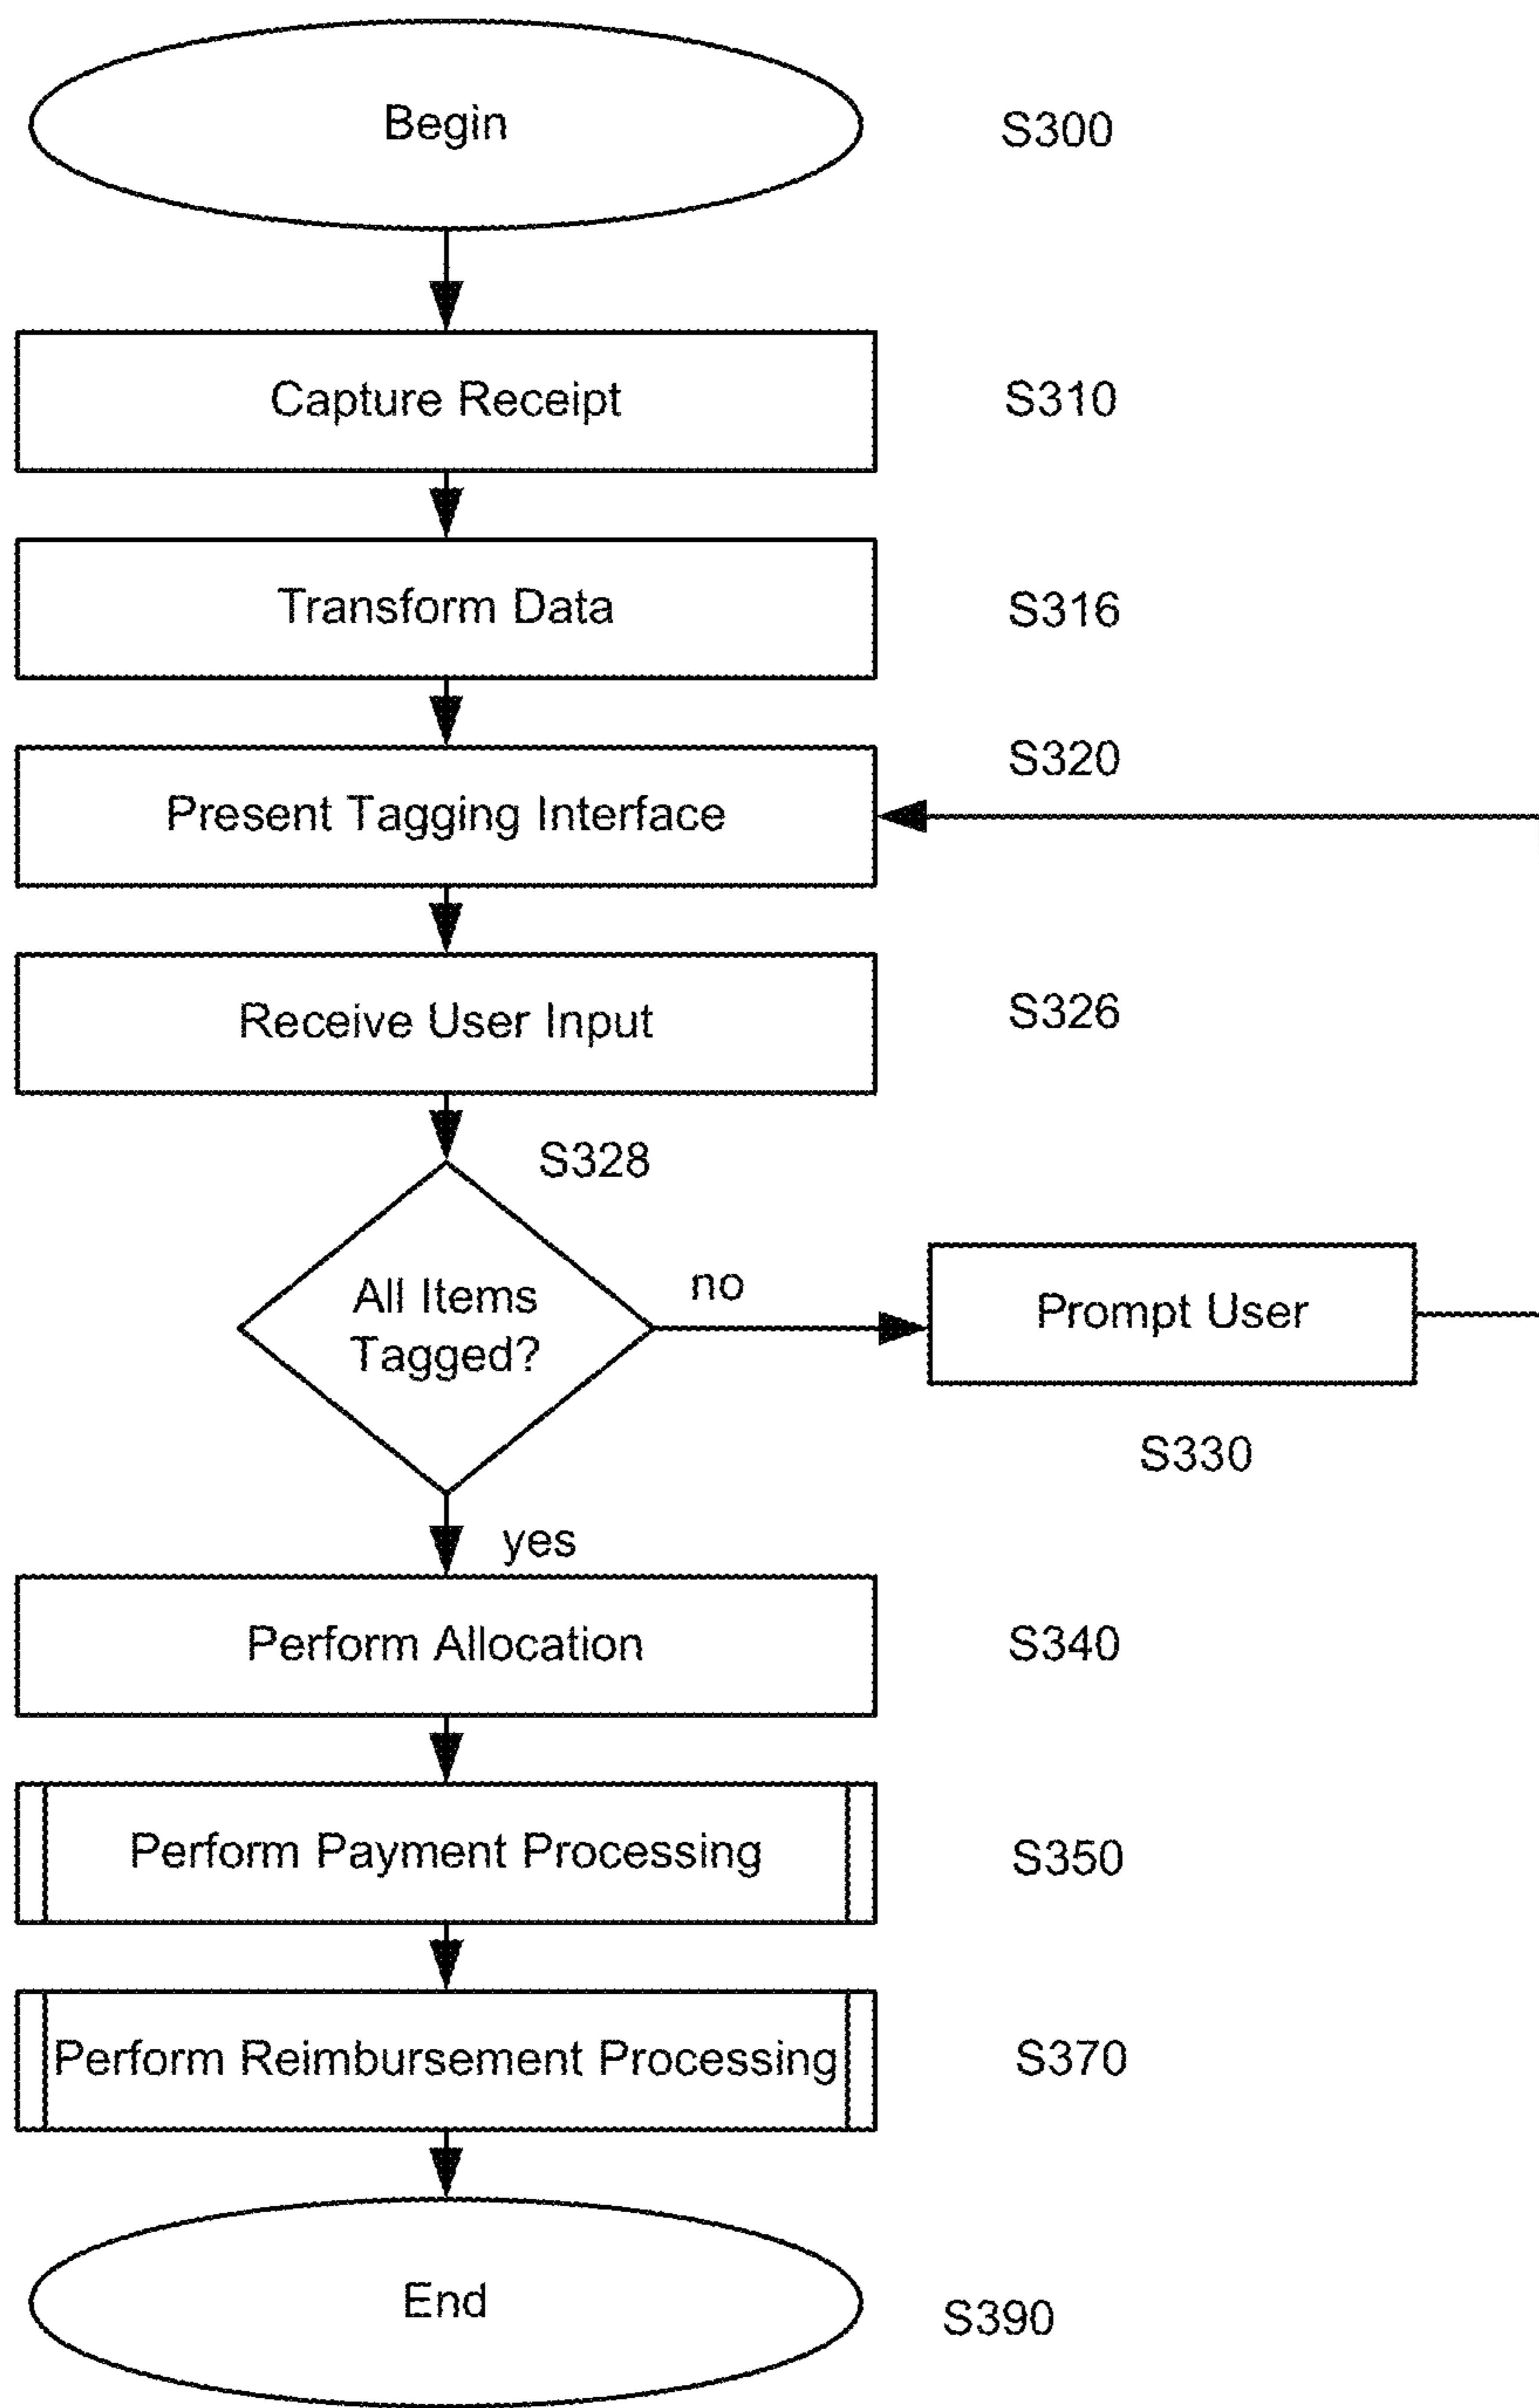 Begin
S300
Capture Receipt
S310
Transform Data
S316
S320
Present Tagging Interface
Receive User Input
S326
S328
All Items
Tagged?
no
Prompt User
S330
yes
Perform Allocation
S340
Perform Payment Processing
S350
Perform Reimbursement Processing
S370
End
S390